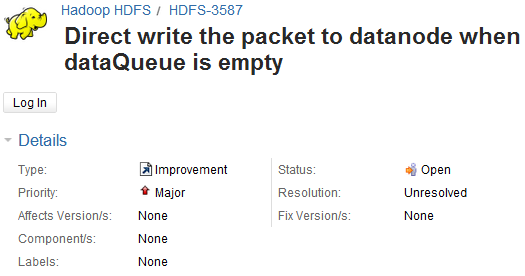 Hadoop HDFS / HDFS-3587
Direct write the packet to datanode when
dataQueue is empty
Log In
Details
Type: Improvement Status: Open
Priority: Major Resolution: Unresolved
Affects Version/s: None Fix Version/s: None
Component/s: None
Labels: None